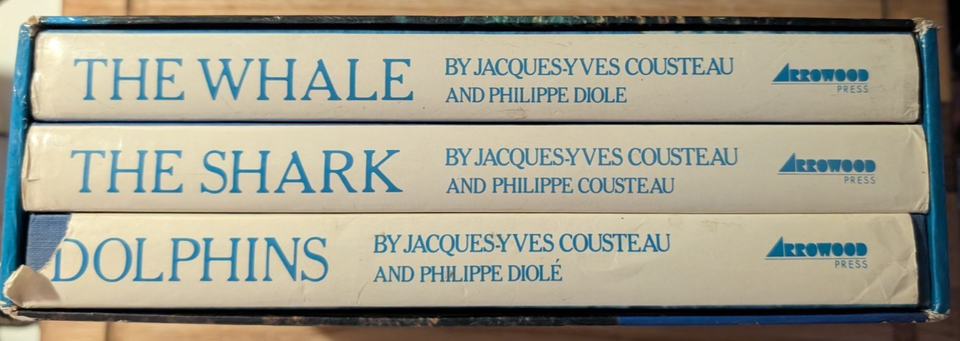 THE WHALE
BY JACQUES-YVES COUSTEAU
AND PHILIPPE DIOLE
ARROWOOD
PRESS
THE SHARK
BY JACQUES-YVES COUSTEAU
AND PHILIPPE COUSTEAU
ARROWOOD
PRESS
DOLPHINS
BY JACQUES-YVES COUSTEAU
AND PHILIPPE DIOLÉ
ARROWOOD
PRESS